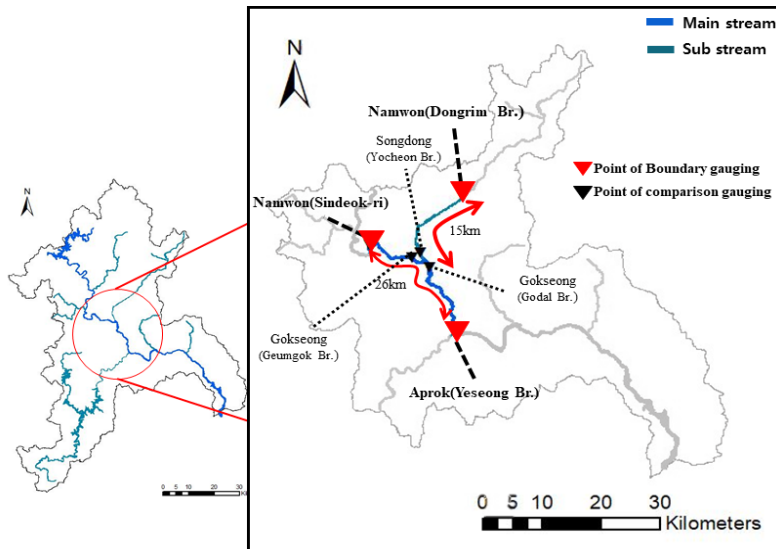 Main stream
Sub stream
N
Namwon(Dongrim Br.)
Songdong
(Yocheon Br.)
Point of Boundary gauging
Point of comparison gauging
Namwon(Sindeok-ri)
15km
26km
Gokseong
(Godal Br.)
Gokseong
(Geumgok Br.)
Aprok(Yeseong Br.)
0 5 10 20 30
Kilometers
N
0 5 10 20 30